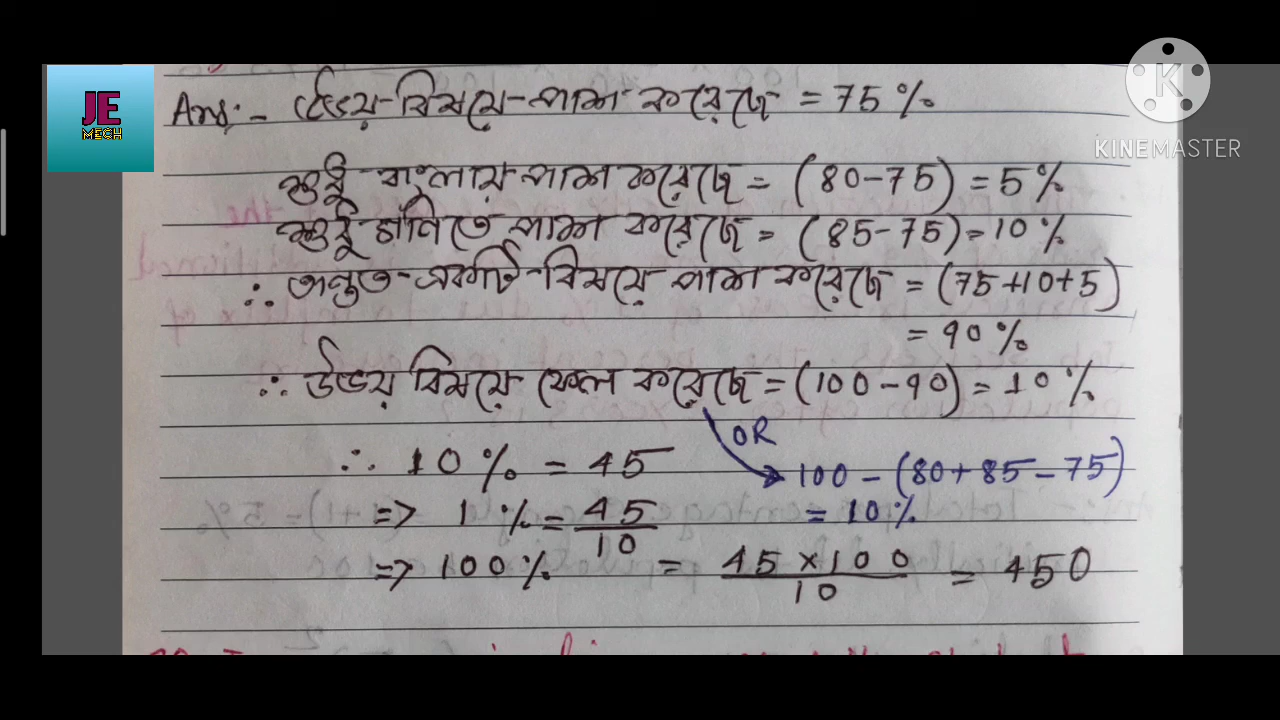 JE
MECH
KINEMASTER
Ans:- উভয় বিষয়ে পাশ করেছে = 75%
শুধু বাংলায় পাশ করেছে = (80-75) = 5%
শুধু গণিতে পাশ করেছে = (85-75) = 10%
∴ অন্তত একটি বিষয়ে পাশ করেছে = (75+10+5)
= 90%
∴ উভয় বিষয়ে ফেল করেছে = (100-90) = 10%
OR
100 - (80+85-75)
= 10%
∴ 10% = 45
=> 1% = 45/10
=> 100% = 45×100/10 = 450